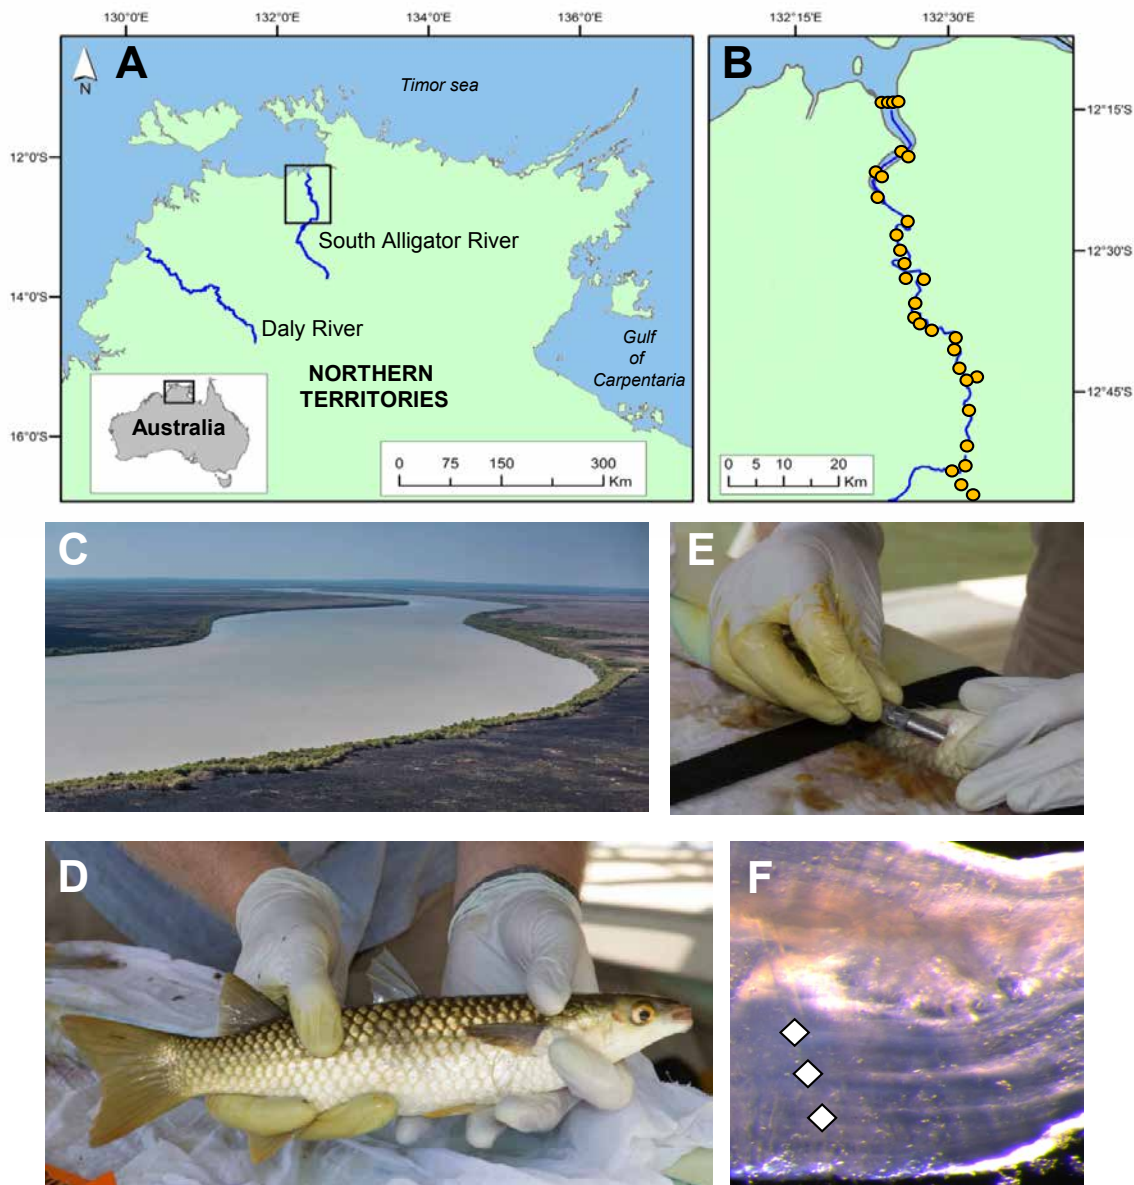 130°0'E 132°0'E 134°0'E 136°0'E
132°15'E 132°30'E
A
N
Timor sea
12°0'S
South Alligator River
14°0'S
Daly River
Gulf
of
Carpentaria
NORTHERN
TERRITORIES
Australia
16°0'S
0 75 150 300
Km
B
12°15'S
12°30'S
12°45'S
0 5 10 20
Km
C
E
D
F